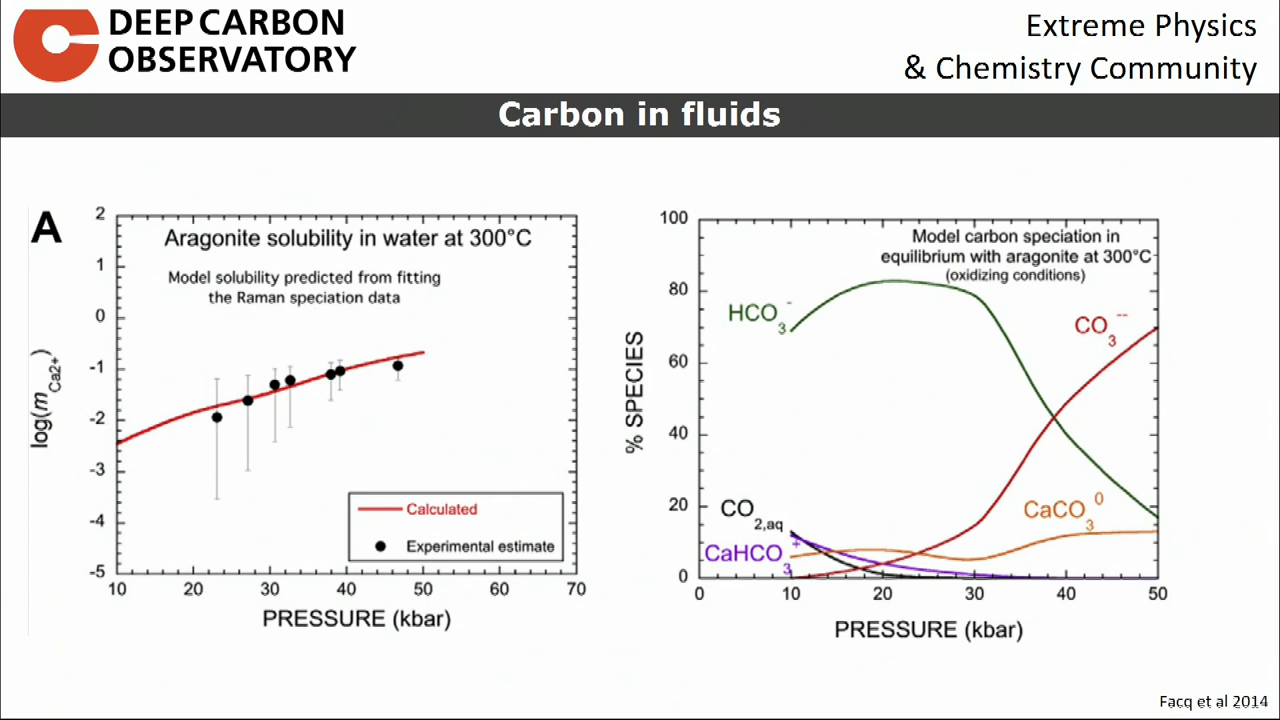 DEEP CARBON
OBSERVATORY
Extreme Physics
& Chemistry Community
Carbon in fluids
A
Aragonite solubility in water at 300°C
Model solubility predicted from fitting
the Raman speciation data
log(m Ca2+)
2
1
0
-1
-2
-3
-4
-5
Calculated
Experimental estimate
10 20 30 40 50 60 70
PRESSURE (kbar)
Model carbon speciation in
equilibrium with aragonite at 300°C
(oxidizing conditions)
% SPECIES
100
80
60
40
20
0
HCO3-
CO3--
CO2,aq
CaHCO3+
CaCO30
0 10 20 30 40 50
PRESSURE (kbar)
Facq et al 2014